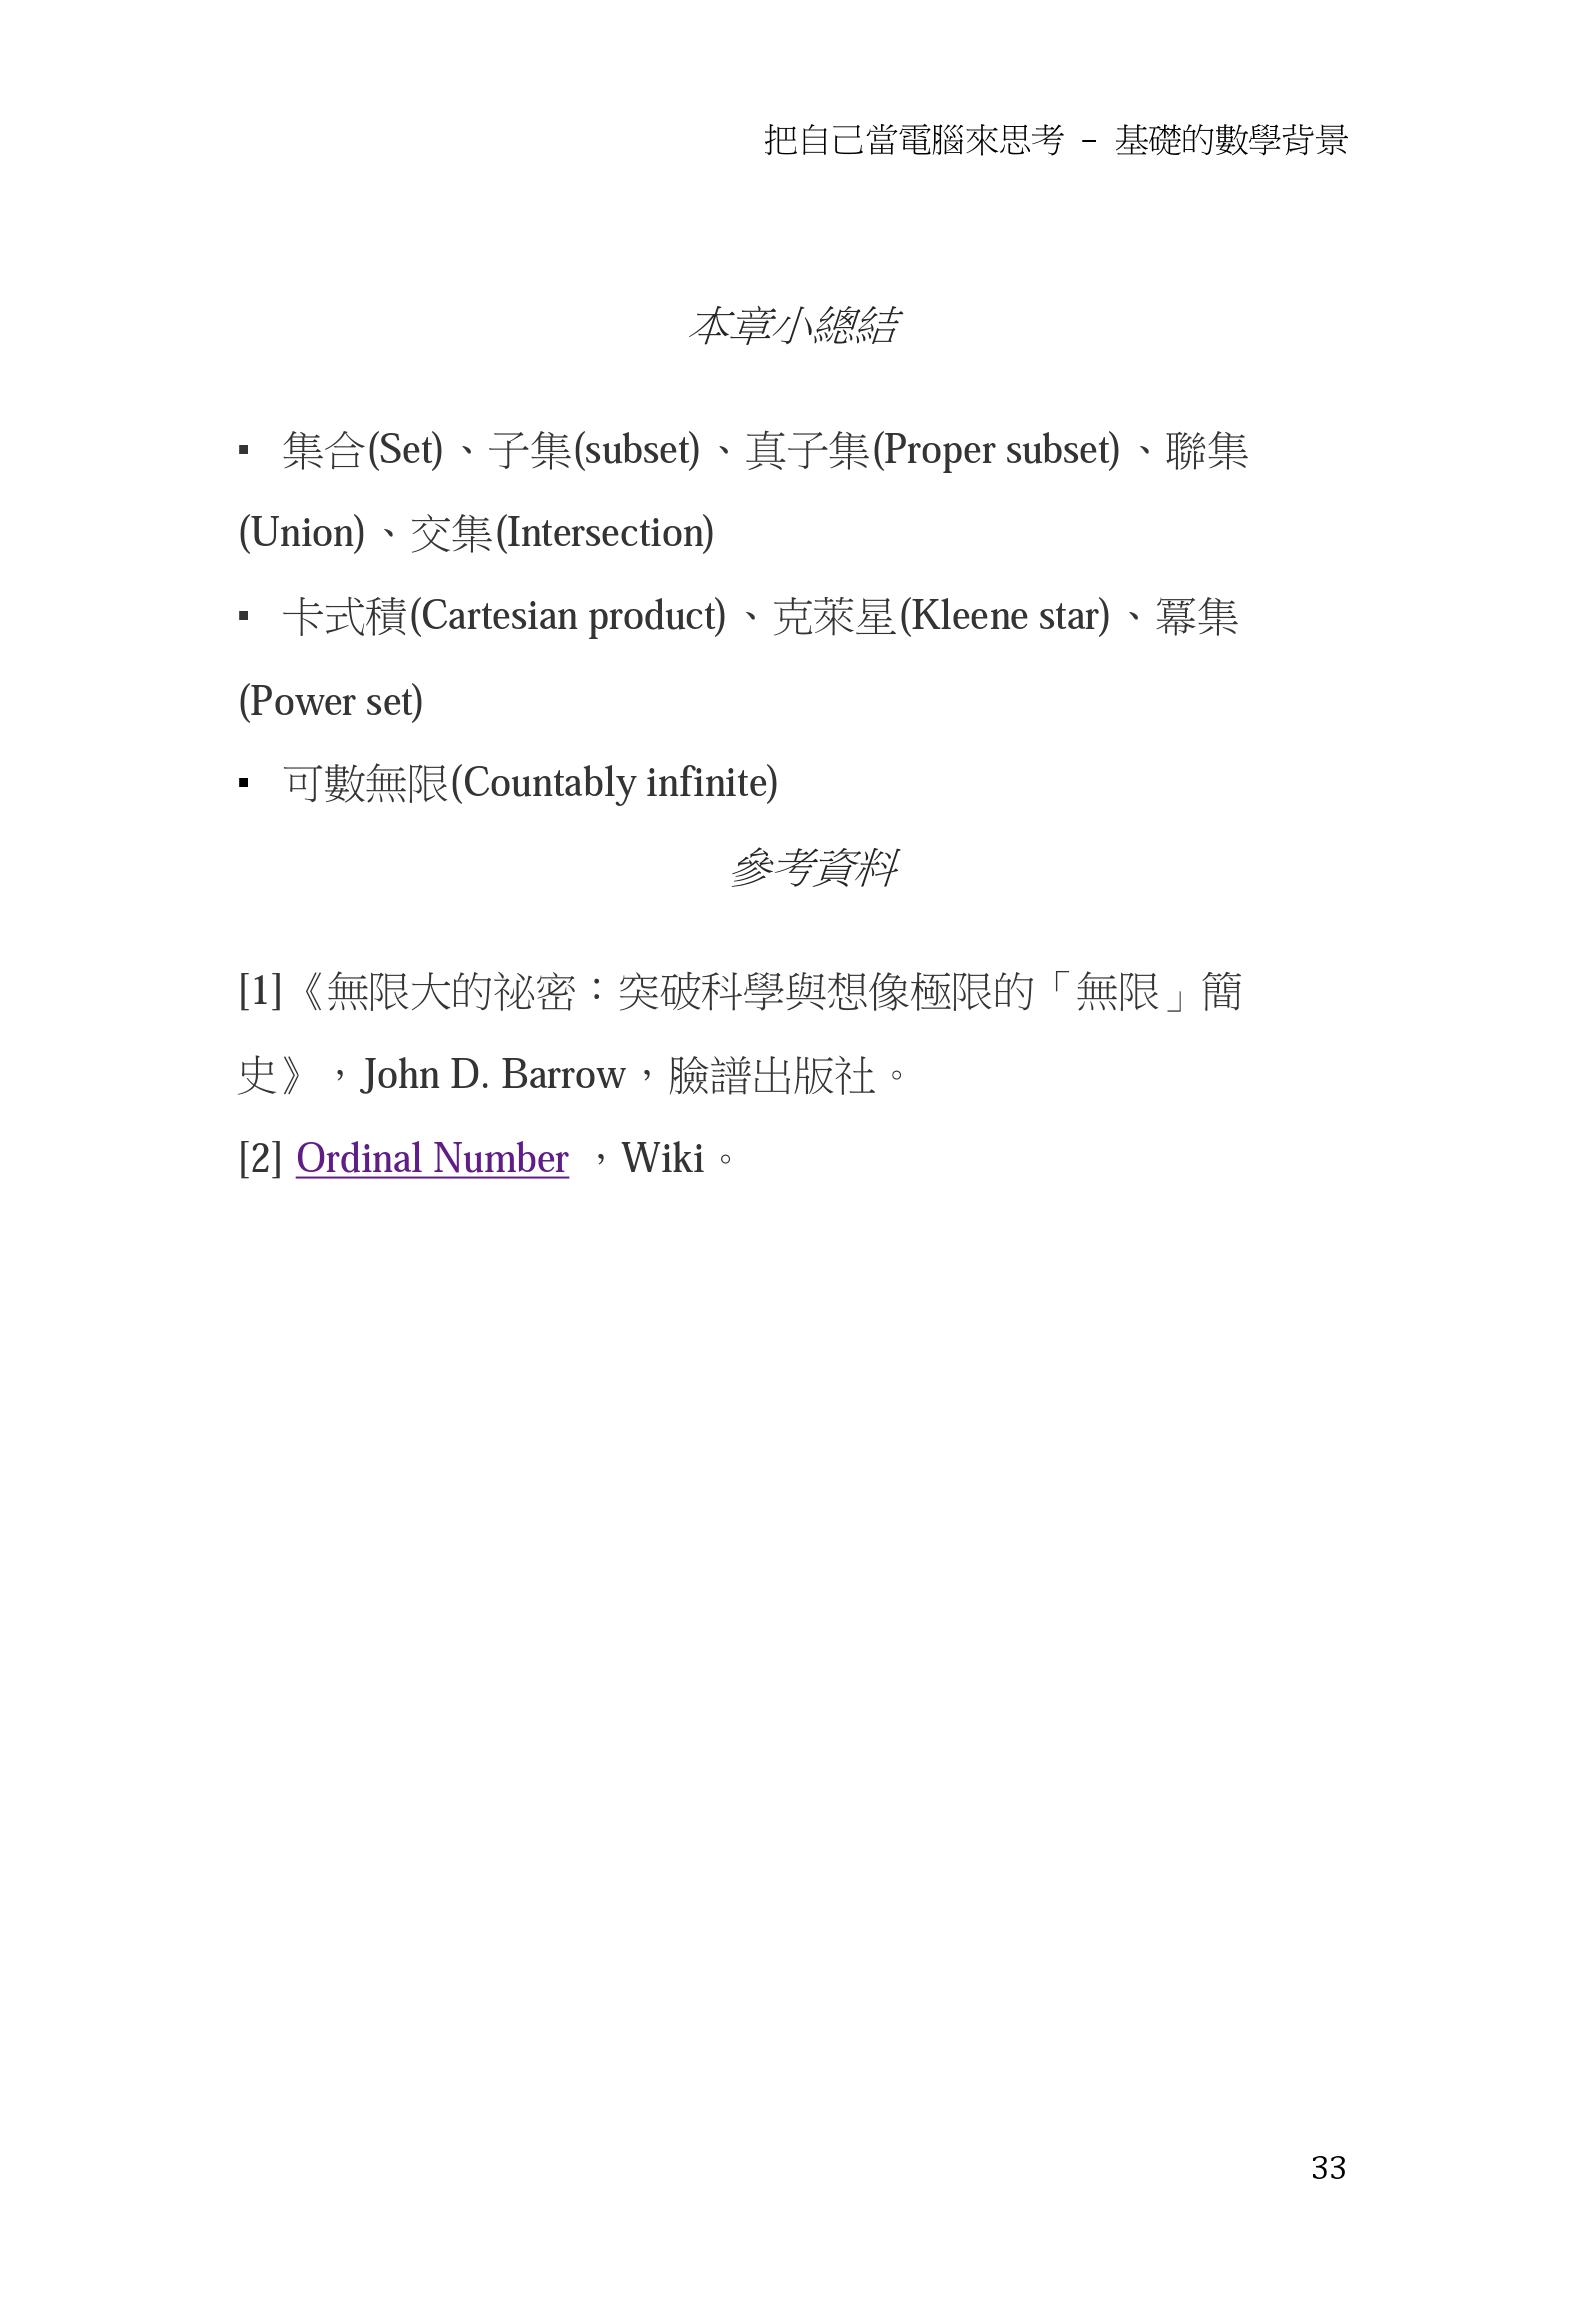 把自己當電腦來思考 – 基礎的數學背景
本章小總結
▪ 集合(Set)、子集(subset)、真子集(Proper subset)、聯集
(Union)、交集(Intersection)
▪ 卡式積(Cartesian product)、克萊星(Kleene star)、冪集
(Power set)
▪ 可數無限(Countably infinite)
參考資料
[1]《無限大的祕密：突破科學與想像極限的「無限」簡
史》，John D. Barrow，臉譜出版社。
[2] Ordinal Number ，Wiki。
33